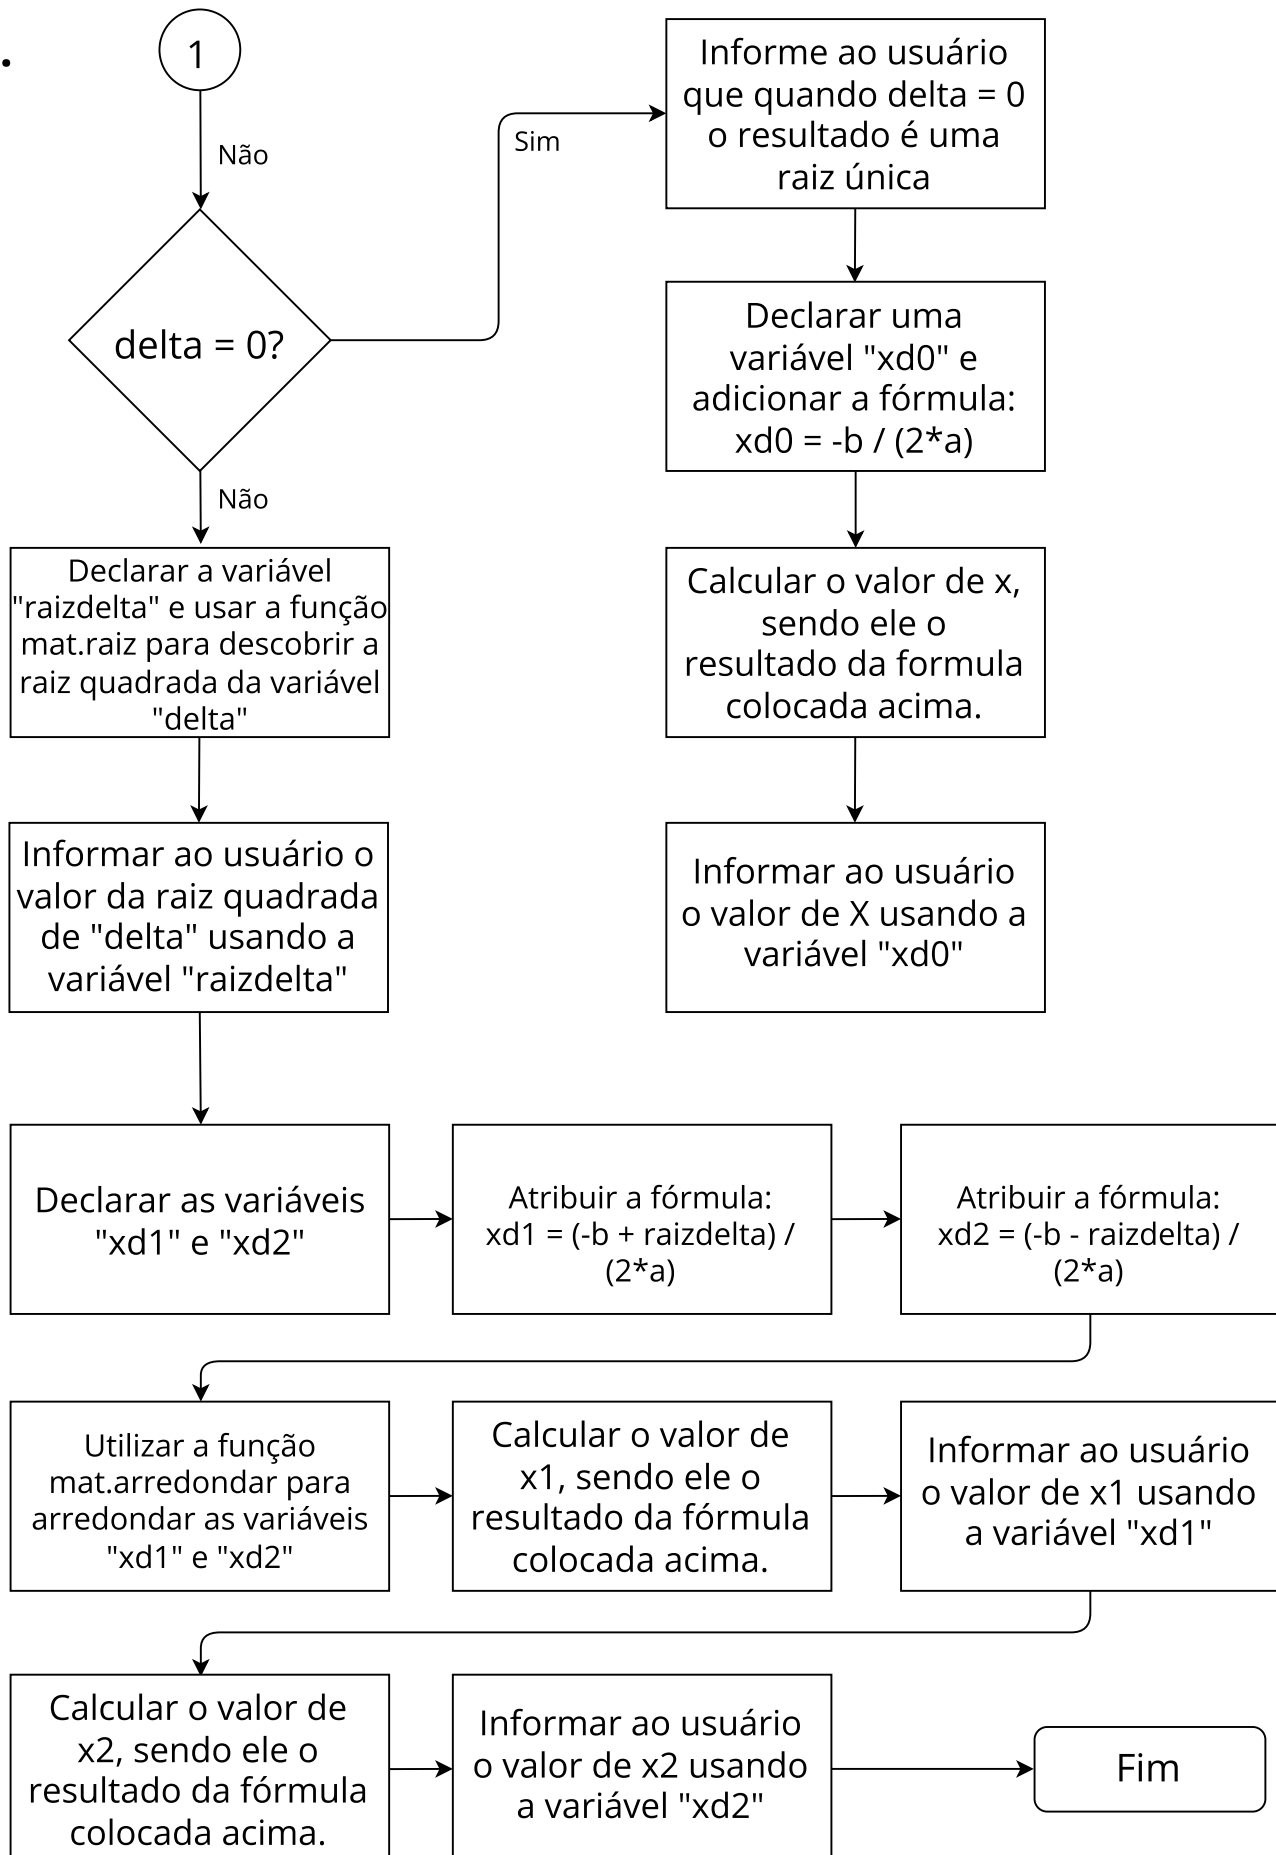 .
1
Não
delta = 0?
Sim
Informe ao usuário
que quando delta = 0
o resultado é uma
raiz única
Declarar uma
variável "xd0" e
adicionar a fórmula:
xd0 = -b / (2*a)
Calcular o valor de x,
sendo ele o
resultado da formula
colocada acima.
Informar ao usuário
o valor de X usando a
variável "xd0"
Não
Declarar a variável
"raizdelta" e usar a função
mat.raiz para descobrir a
raiz quadrada da variável
"delta"
Informar ao usuário o
valor da raiz quadrada
de "delta" usando a
variável "raizdelta"
Declarar as variáveis
"xd1" e "xd2"
Atribuir a fórmula:
xd1 = (-b + raizdelta) /
(2*a)
Atribuir a fórmula:
xd2 = (-b - raizdelta) /
(2*a)
Utilizar a função
mat.arredondar para
arredondar as variáveis
"xd1" e "xd2"
Calcular o valor de
x1, sendo ele o
resultado da fórmula
colocada acima.
Informar ao usuário
o valor de x1 usando
a variável "xd1"
Calcular o valor de
x2, sendo ele o
resultado da fórmula
colocada acima.
Informar ao usuário
o valor de x2 usando
a variável "xd2"
Fim